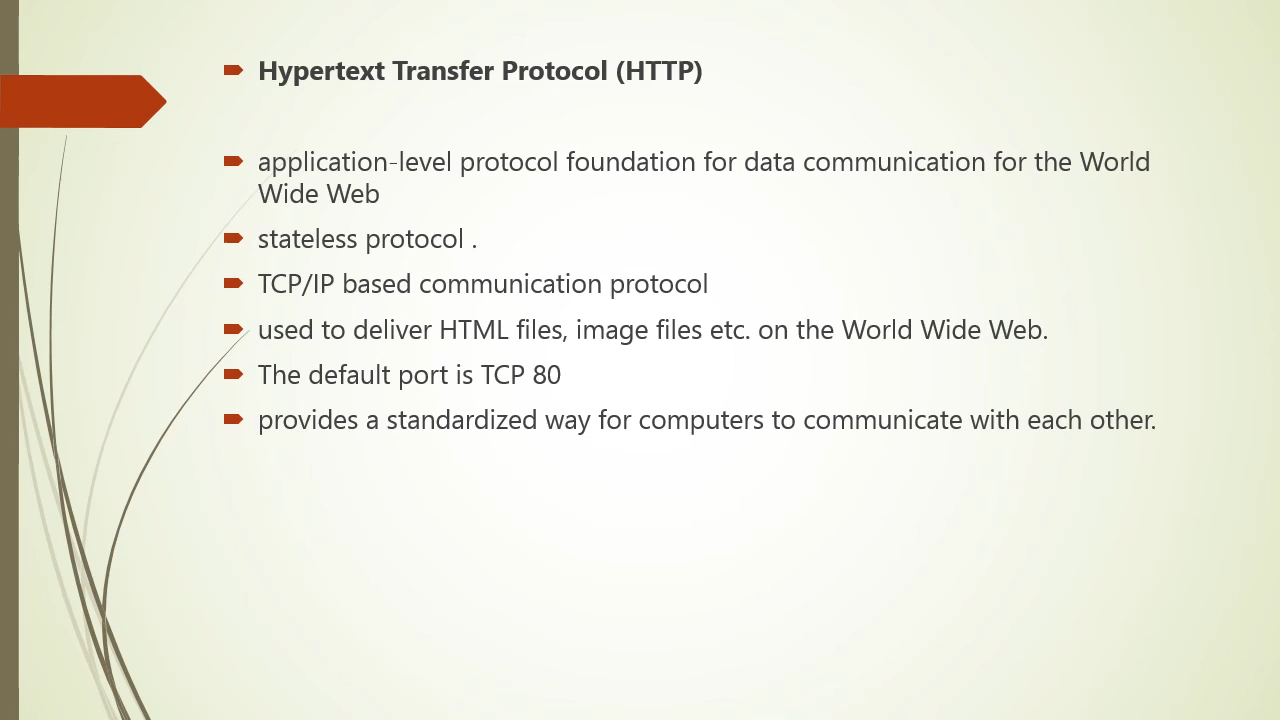 Hypertext Transfer Protocol (HTTP)
application-level protocol foundation for data communication for the World
Wide Web
stateless protocol .
TCP/IP based communication protocol
used to deliver HTML files, image files etc. on the World Wide Web.
The default port is TCP 80
provides a standardized way for computers to communicate with each other.